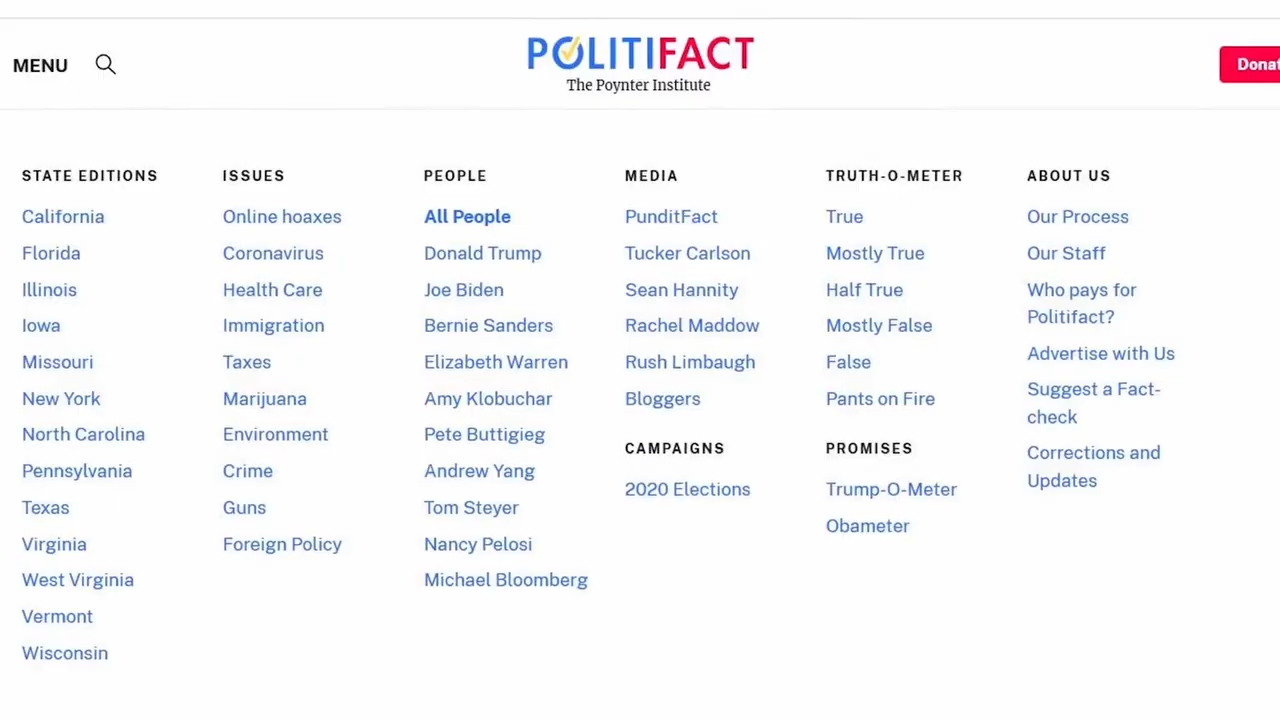 MENU
POLITIFACT
The Poynter Institute
Donat
STATE EDITIONS
California
Florida
Illinois
Iowa
Missouri
New York
North Carolina
Pennsylvania
Texas
Virginia
West Virginia
Vermont
Wisconsin
ISSUES
Online hoaxes
Coronavirus
Health Care
Immigration
Taxes
Marijuana
Environment
Crime
Guns
Foreign Policy
PEOPLE
All People
Donald Trump
Joe Biden
Bernie Sanders
Elizabeth Warren
Amy Klobuchar
Pete Buttigieg
Andrew Yang
Tom Steyer
Nancy Pelosi
Michael Bloomberg
MEDIA
PunditFact
Tucker Carlson
Sean Hannity
Rachel Maddow
Rush Limbaugh
Bloggers
CAMPAIGNS
2020 Elections
TRUTH-O-METER
True
Mostly True
Half True
Mostly False
False
Pants on Fire
PROMISES
Trump-O-Meter
Obameter
ABOUT US
Our Process
Our Staff
Who pays for
Politifact?
Advertise with Us
Suggest a Fact-
check
Corrections and
Updates